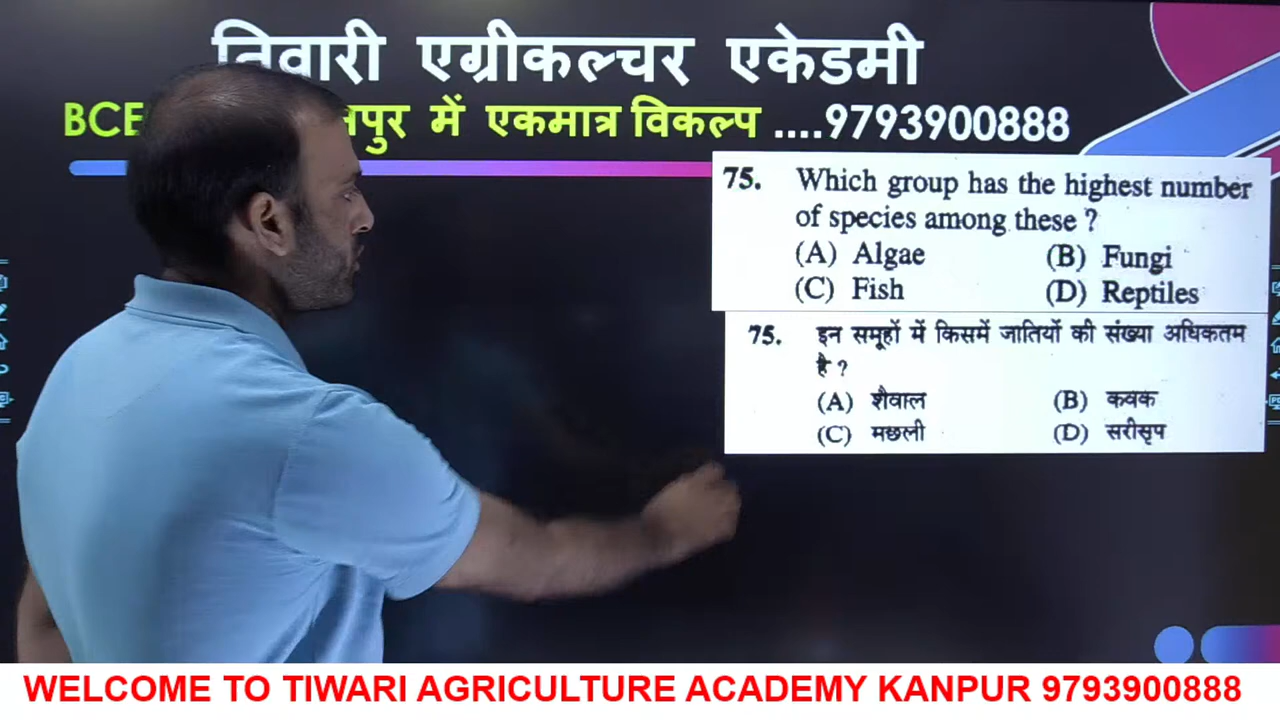 तिवारी एग्रीकल्चर एकेडमी
में एकमात्र विकल्प ....9793900888
75. Which group has the highest number
of species among these ?
(A) Algae (B) Fungi
(C) Fish (D) Reptiles
75. इन समूहों में किसमें जातियों की संख्या अधिकतम
है ?
(A) शैवाल (B) कवक
(C) मछली (D) सरीसृप
WELCOME TO TIWARI AGRICULTURE ACADEMY KANPUR 9793900888